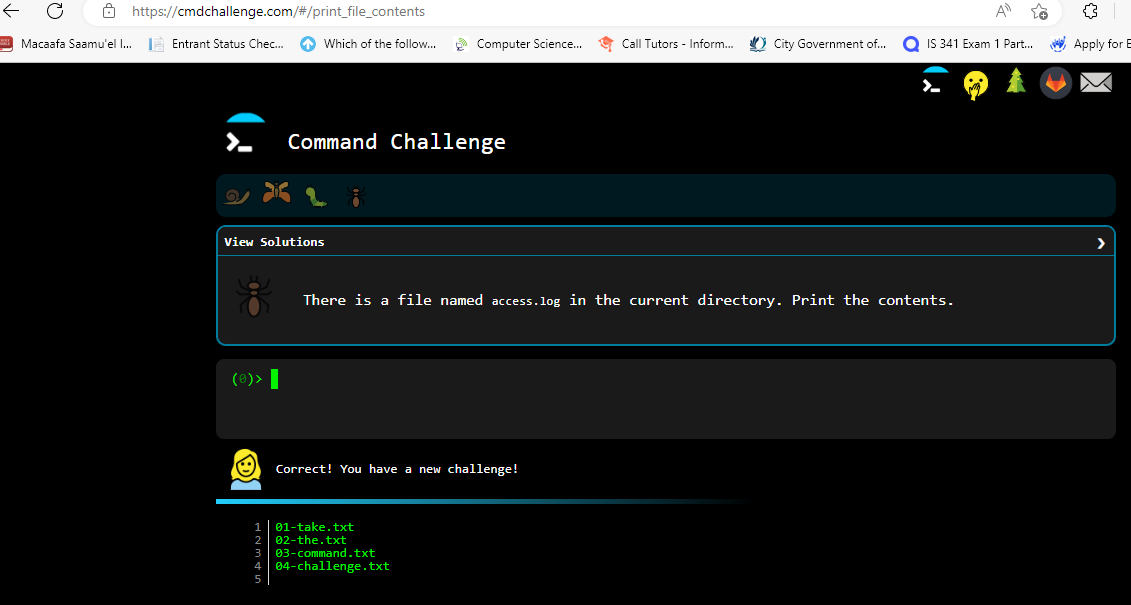 https://cmdchallenge.com/#/print_file_contents
Macaafa Saamu'el I... Entrant Status Chec... Which of the follow... Computer Science... Call Tutors - Inform... City Government of... IS 341 Exam 1 Part... Apply for E
Command Challenge
View Solutions
There is a file named access.log in the current directory. Print the contents.
(0)>
Correct! You have a new challenge!
1 01-take.txt
2 02-the.txt
3 03-command.txt
4 04-challenge.txt
5